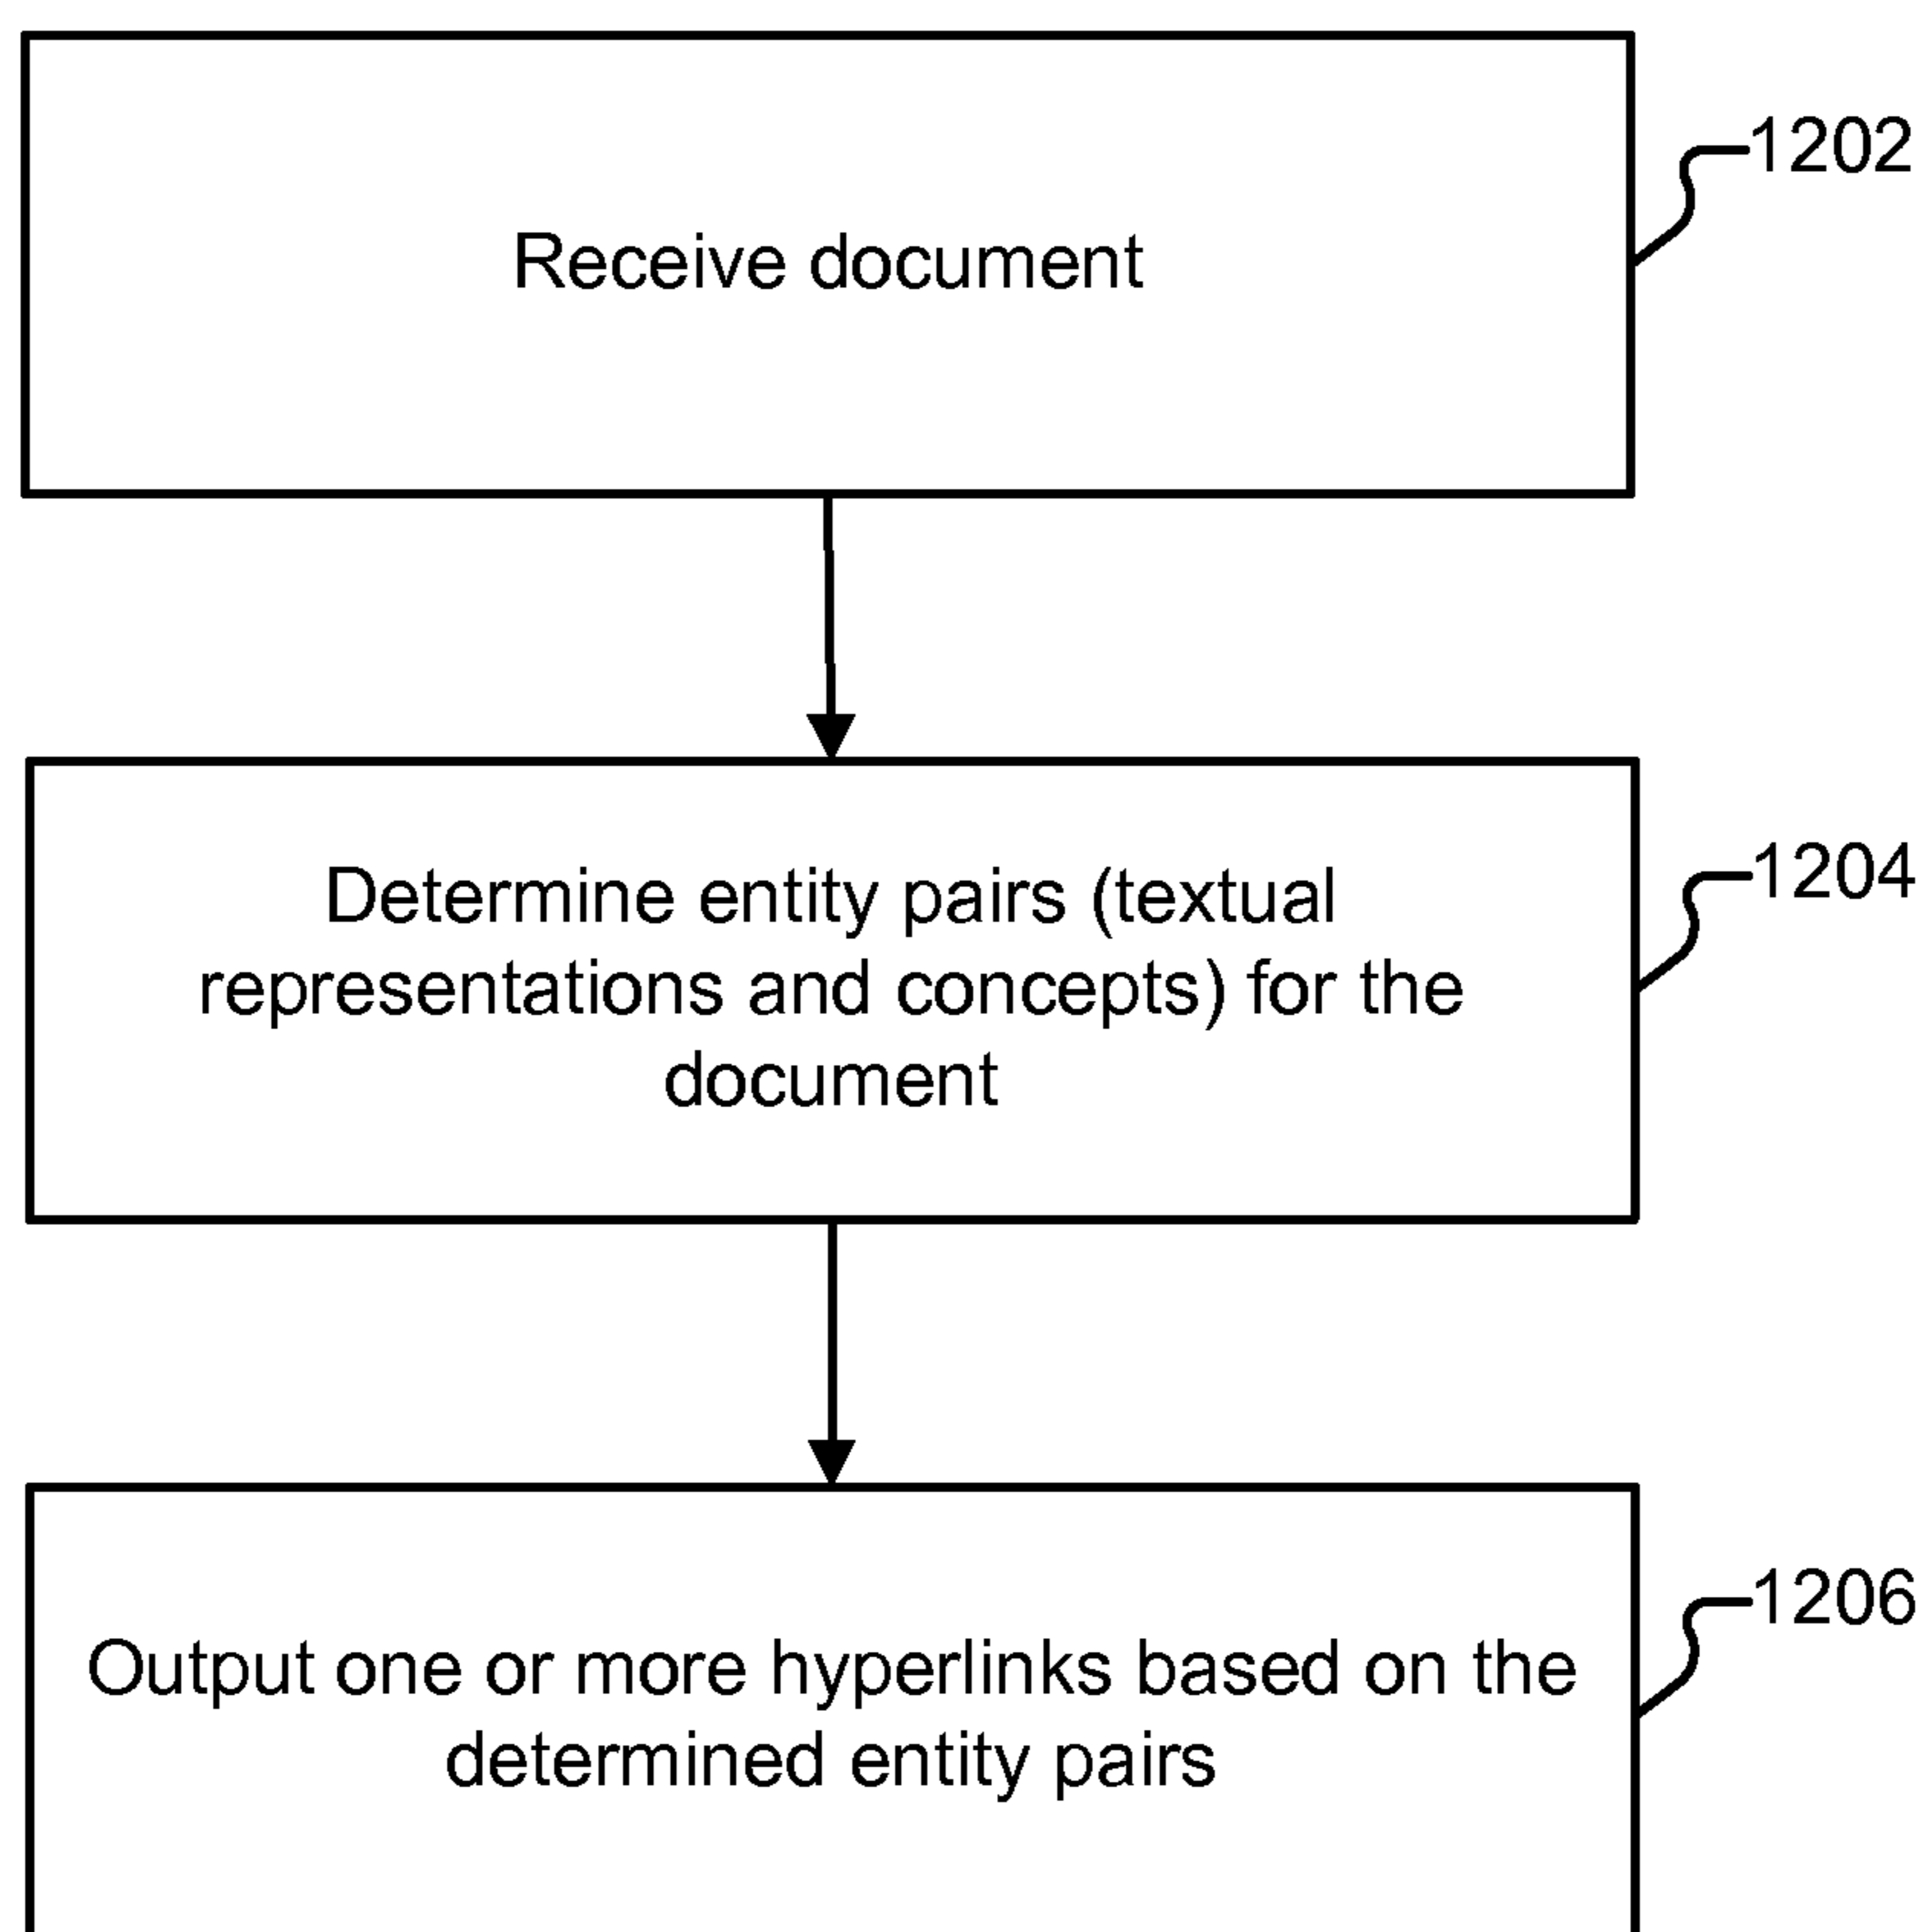 Receive document
1202
Determine entity pairs (textual
representations and concepts) for the
document
1204
Output one or more hyperlinks based on the
determined entity pairs
1206